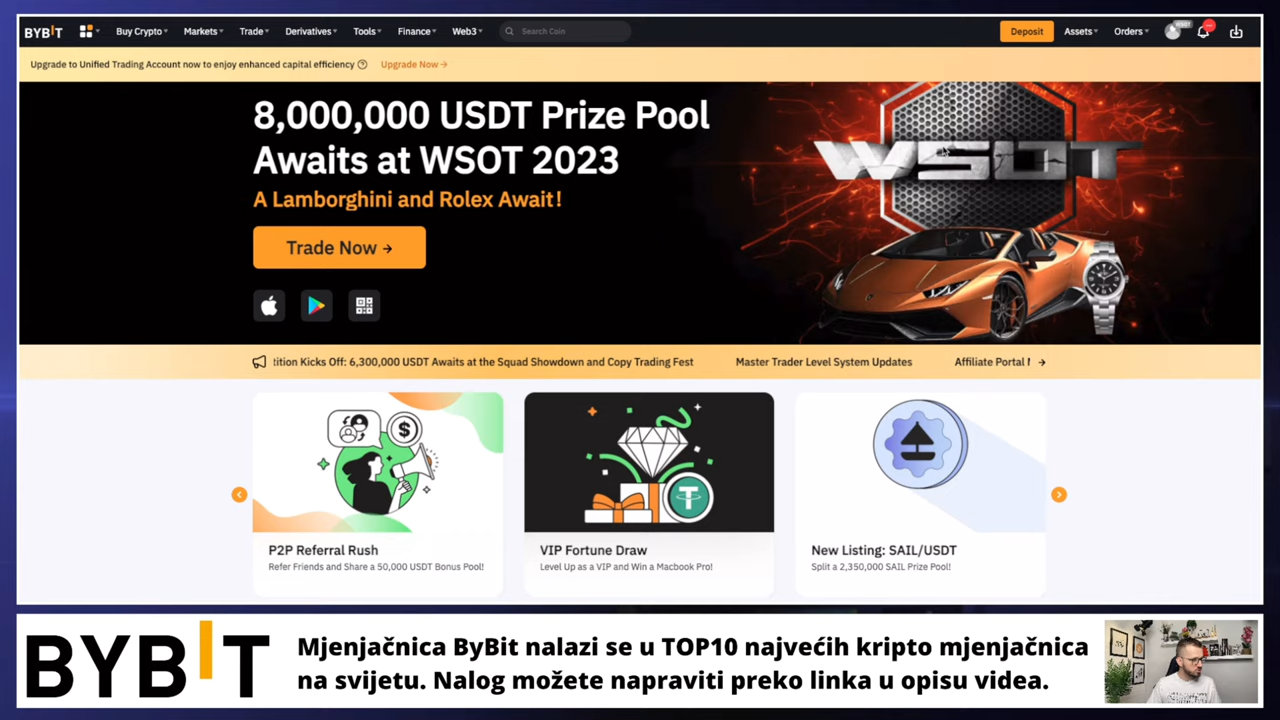 BYBIT
Buy Crypto
Markets
Trade
Derivatives
Tools
Finance
Web3
Search Coin
Deposit
Assets
Orders
Upgrade to Unified Trading Account now to enjoy enhanced capital efficiency
Upgrade Now →
8,000,000 USDT Prize Pool
Awaits at WSOT 2023
A Lamborghini and Rolex Await!
Trade Now →
WSOT
tition Kicks Off: 6,300,000 USDT Awaits at the Squad Showdown and Copy Trading Fest
Master Trader Level System Updates
Affiliate Portal
P2P Referral Rush
Refer Friends and Share a 50,000 USDT Bonus Pool!
VIP Fortune Draw
Level Up as a VIP and Win a Macbook Pro!
New Listing: SAIL/USDT
Split a 2,350,000 SAIL Prize Pool!
BYBIT
Mjenjačnica ByBit nalazi se u TOP10 najvećih kripto mjenjačnica
na svijetu. Nalog možete napraviti preko linka u opisu videa.